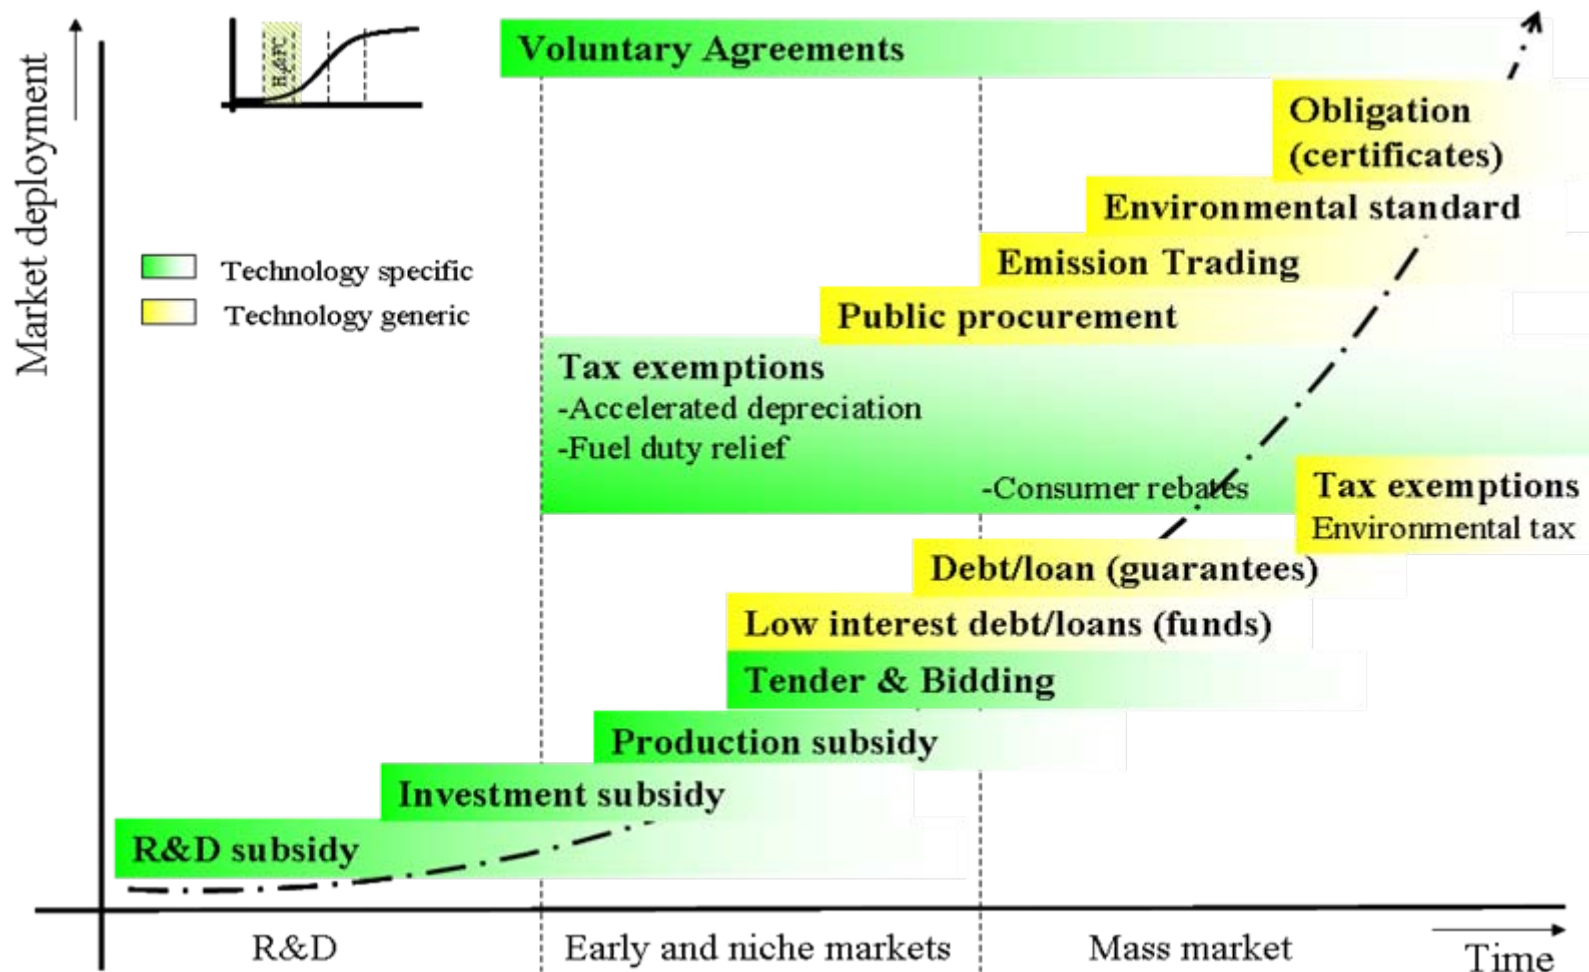 Market deployment
H₂&FC
Voluntary Agreements
Obligation
(certificates)
Environmental standard
Emission Trading
Public procurement
Technology specific
Technology generic
Tax exemptions
-Accelerated depreciation
-Fuel duty relief
-Consumer rebates
Tax exemptions
Environmental tax
Debt/loan (guarantees)
Low interest debt/loans (funds)
Tender & Bidding
Production subsidy
Investment subsidy
R&D subsidy
R&D
Early and niche markets
Mass market
Time